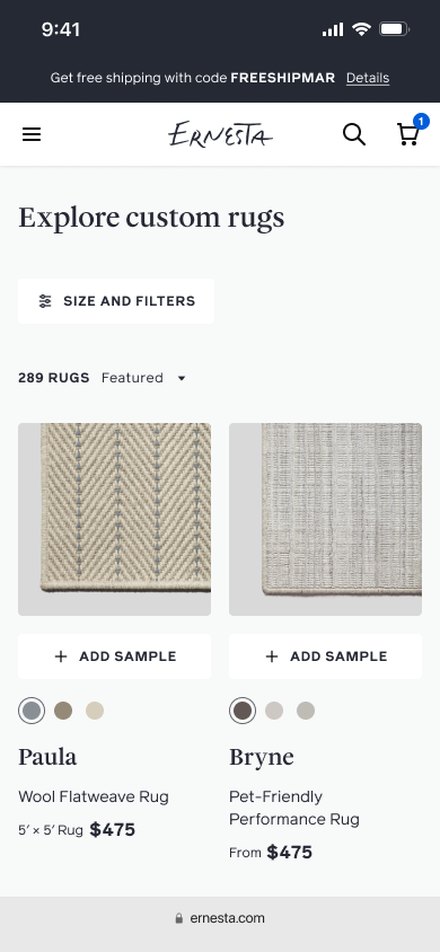 9:41
Get free shipping with code FREESHIPMAR Details
ERNESTA
1
Explore custom rugs
SIZE AND FILTERS
289 RUGS Featured
+ ADD SAMPLE
+ ADD SAMPLE
Paula
Wool Flatweave Rug
5′ × 5′ Rug $475
Bryne
Pet-Friendly
Performance Rug
From $475
ernesta.com